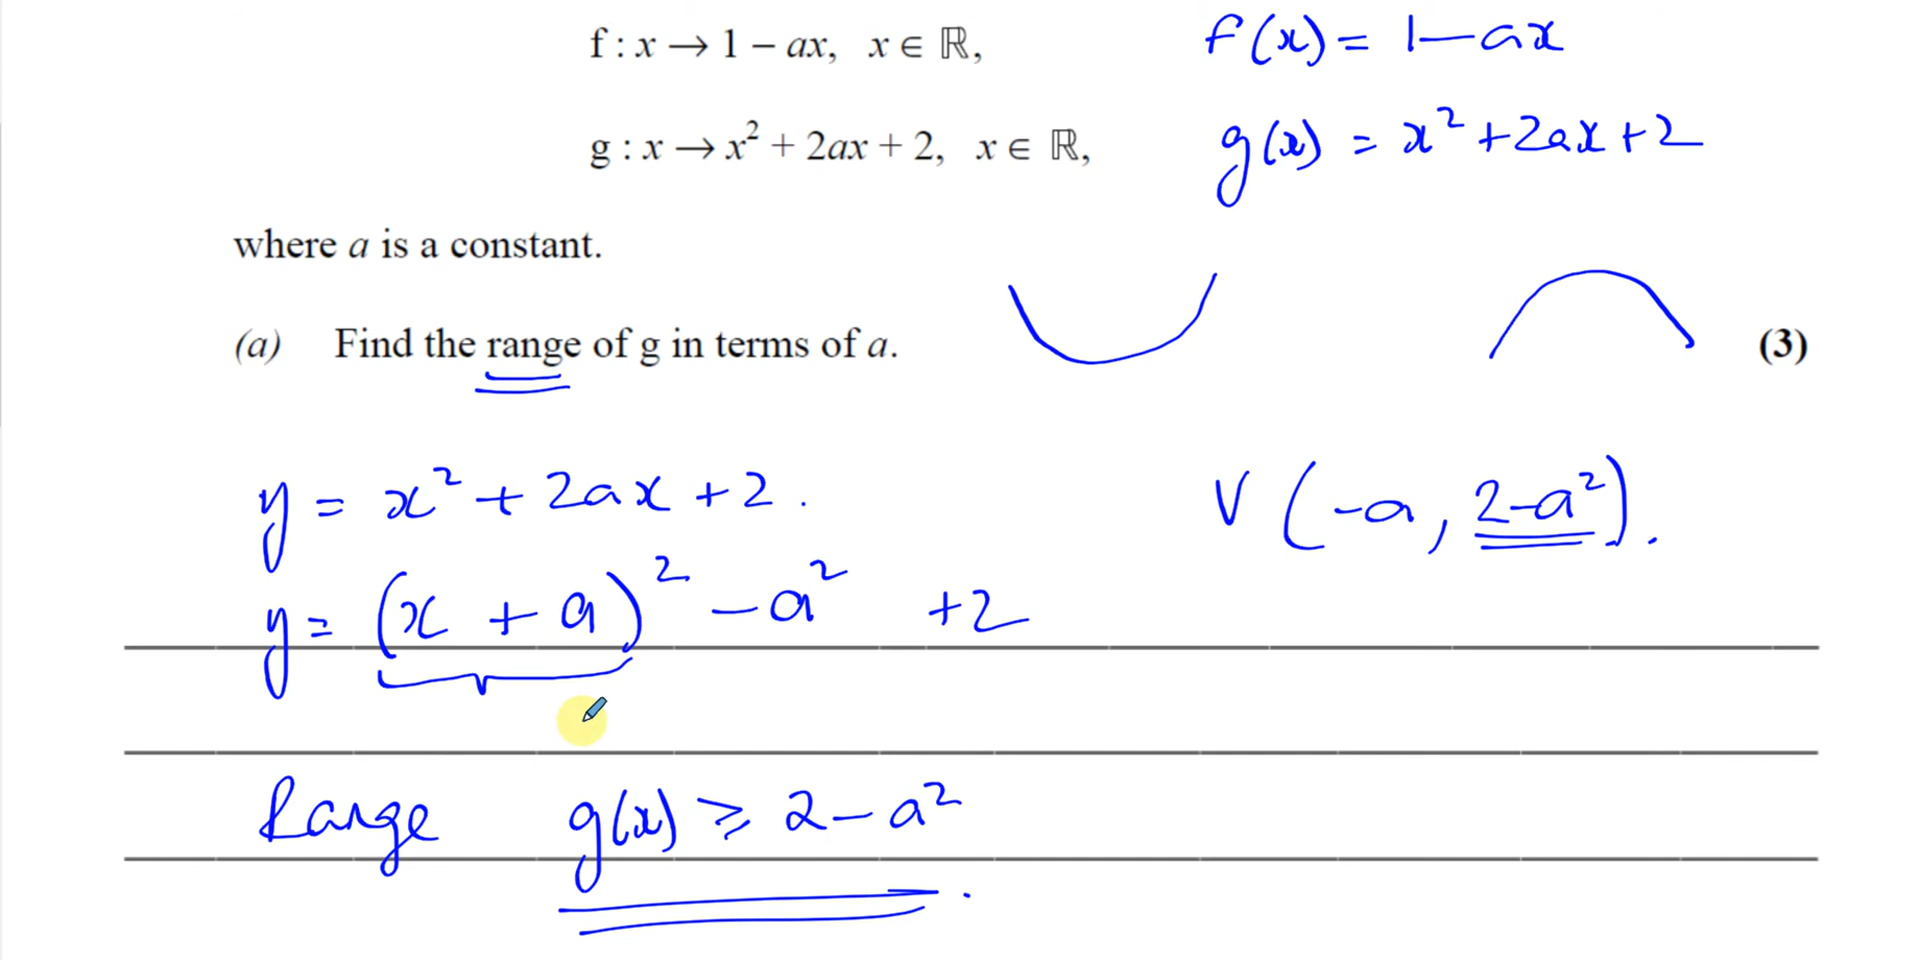 f : x → 1 – ax, x ∈ ℝ,
f(x) = 1 – ax
g : x → x² + 2ax + 2, x ∈ ℝ,
g(x) = x² + 2ax + 2
where a is a constant.
(a) Find the range of g in terms of a.
(3)
y = x² + 2ax + 2.
V (-a, 2-a²).
y = (x + a)² – a² + 2
Range g(x) ⩾ 2 – a².